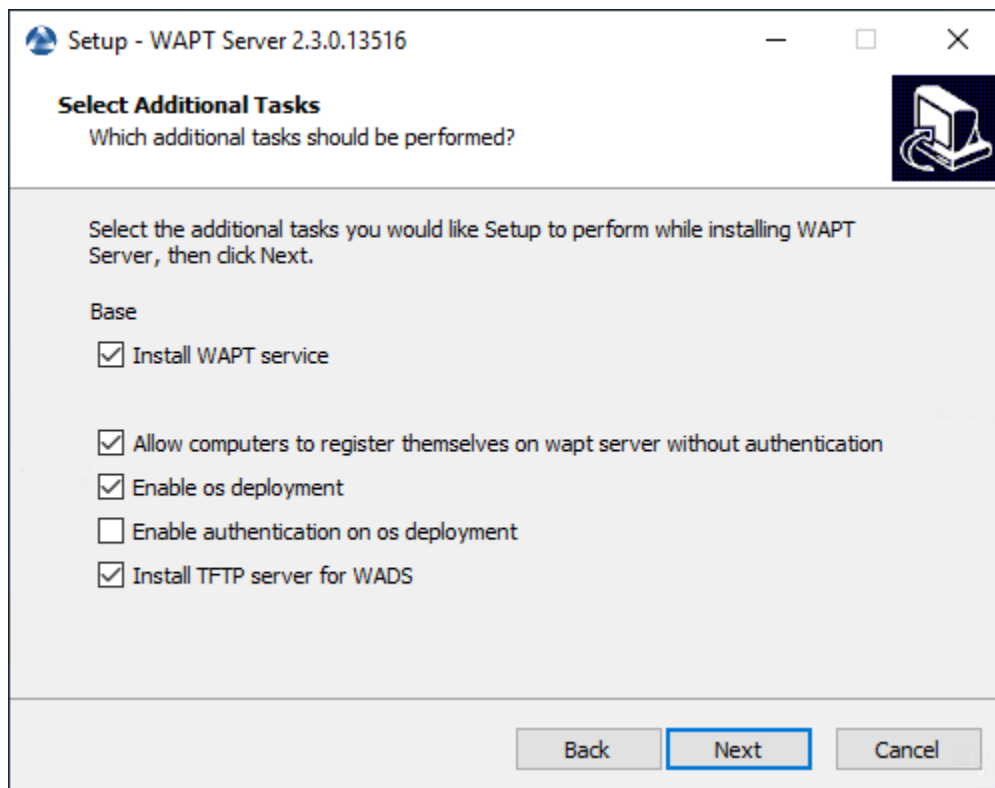 Setup - WAPT Server 2.3.0.13516
Select Additional Tasks
Which additional tasks should be performed?
Select the additional tasks you would like Setup to perform while installing WAPT
Server, then click Next.
Base
Install WAPT service
Allow computers to register themselves on wapt server without authentication
Enable os deployment
Enable authentication on os deployment
Install TFTP server for WADS
Back
Next
Cancel